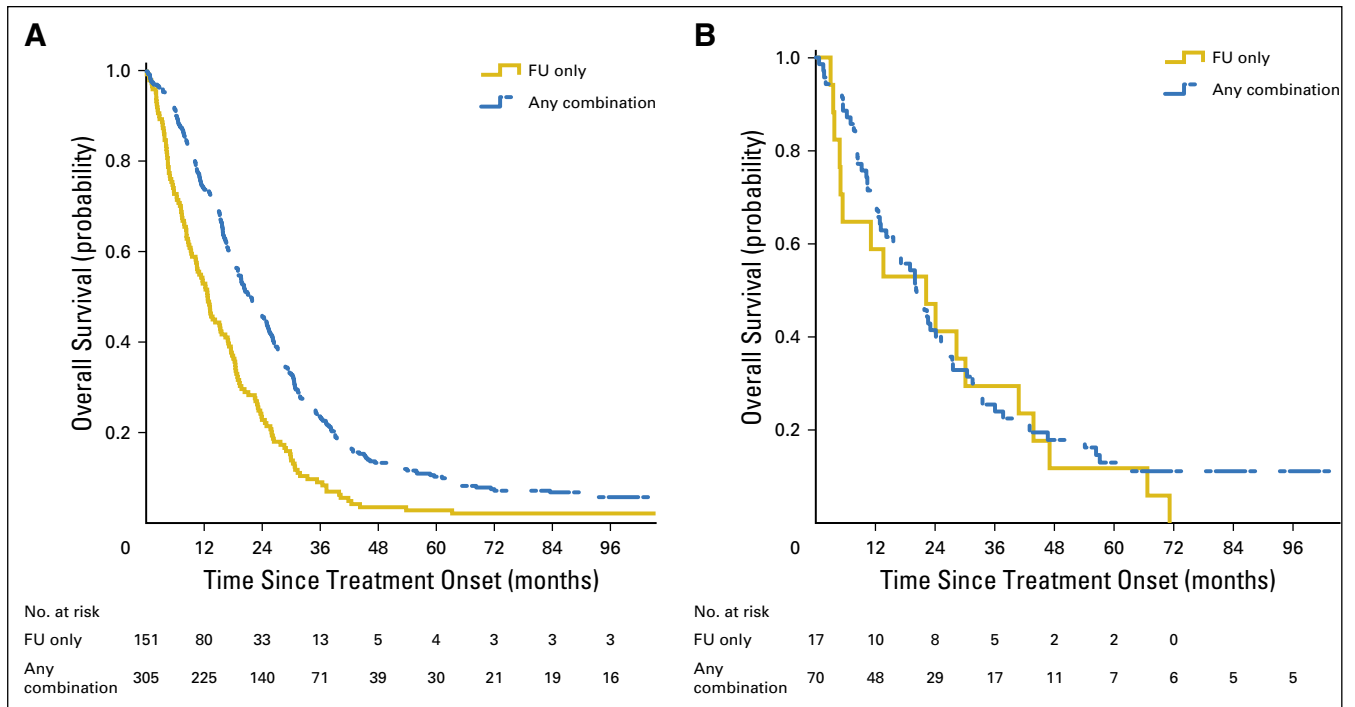 A
FU only
Any combination
Overall Survival (probability)
1.0
0.8
0.6
0.4
0.2
0 12 24 36 48 60 72 84 96
Time Since Treatment Onset (months)
No. at risk
FU only 151 80 33 13 5 4 3 3 3
Any
combination 305 225 140 71 39 30 21 19 16
B
FU only
Any combination
Overall Survival (probability)
1.0
0.8
0.6
0.4
0.2
0 12 24 36 48 60 72 84 96
Time Since Treatment Onset (months)
No. at risk
FU only 17 10 8 5 2 2 0
Any
combination 70 48 29 17 11 7 6 5 5